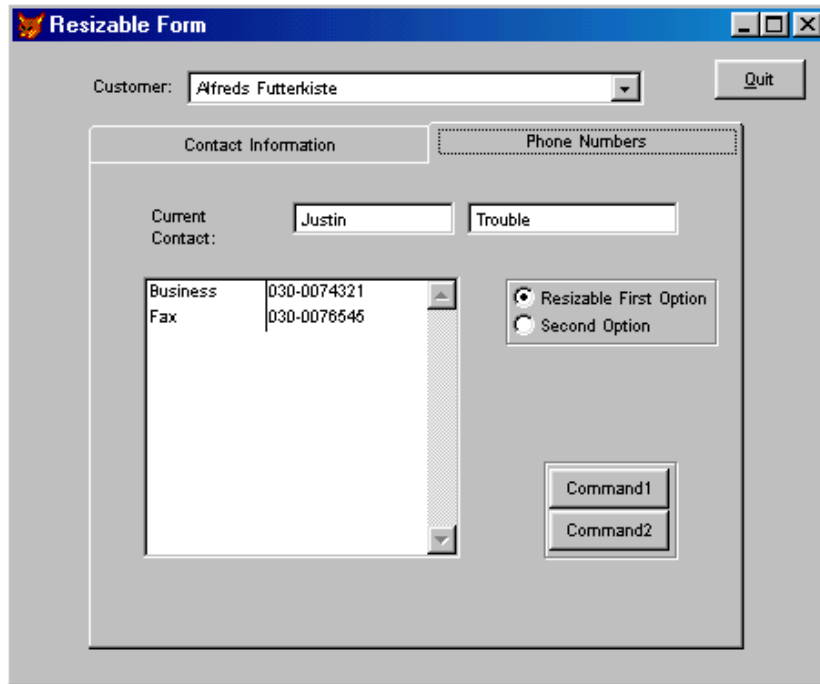 Resizable Form
Customer: Alfreds Futterkiste
Quit
Contact Information
Phone Numbers
Current
Contact:
Justin
Trouble
Business 030-0074321
Fax 030-0076545
Resizable First Option
Second Option
Command1
Command2